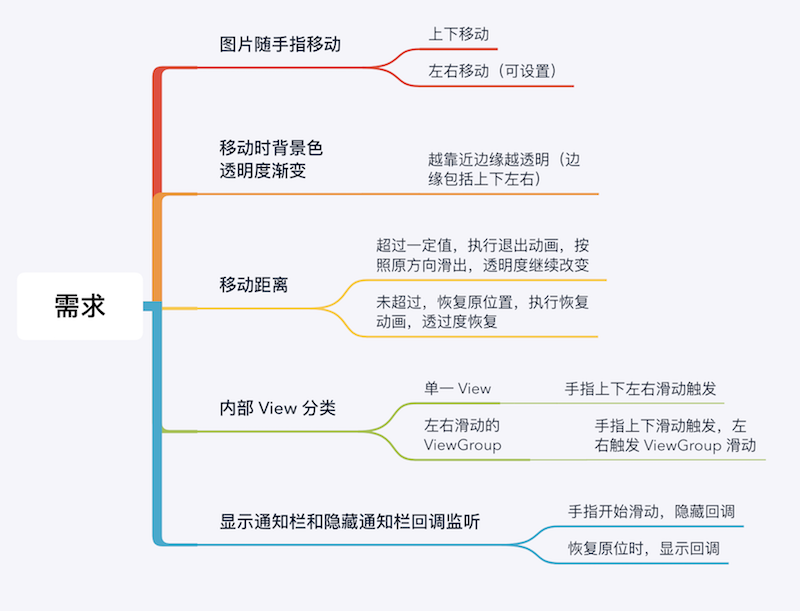 需求
图片随手指移动
上下移动
左右移动（可设置）
移动时背景色
透明度渐变
越靠近边缘越透明（边
缘包括上下左右）
移动距离
超过一定值，执行退出动画，按
照原方向滑出，透明度继续改变
未超过，恢复原位置，执行恢复
动画，透过度恢复
内部 View 分类
单一 View
手指上下左右滑动触发
左右滑动的
ViewGroup
手指上下滑动触发，左
右触发 ViewGroup 滑动
显示通知栏和隐藏通知栏回调监听
手指开始滑动，隐藏回调
恢复原位时，显示回调